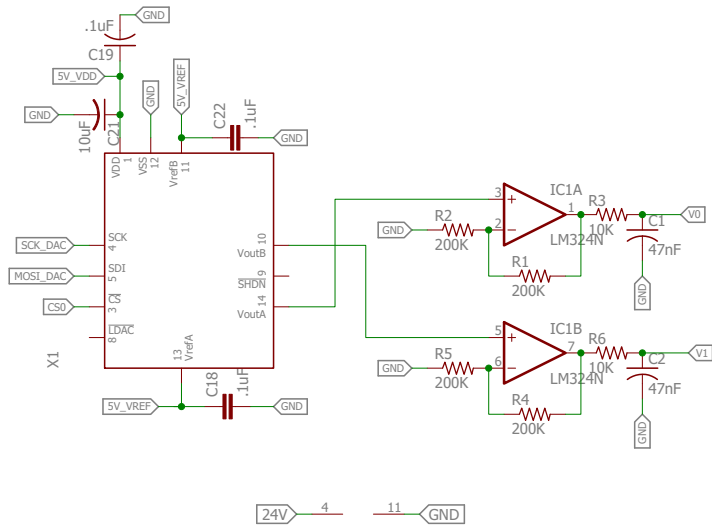 GND
.1uF
C19
5V_VDD
GND
5V_VREF
GND
10uF
C21
C22
.1uF
GND
VDD
1
VSS
12
VrefB
11
SCK_DAC
SCK
4
MOSI_DAC
SDI
5
CS0
CS
3
LDAC
8
X1
10
VoutB
9
SHDN
14
VoutA
13
VrefA
5V_VREF
C18
.1uF
GND
GND
R2
200K
3
2
1
IC1A
LM324N
R1
200K
R3
10K
C1
47nF
V0
GND
GND
R5
200K
5
6
7
IC1B
LM324N
R4
200K
R6
10K
C2
47nF
V1
GND
24V
4
11
GND